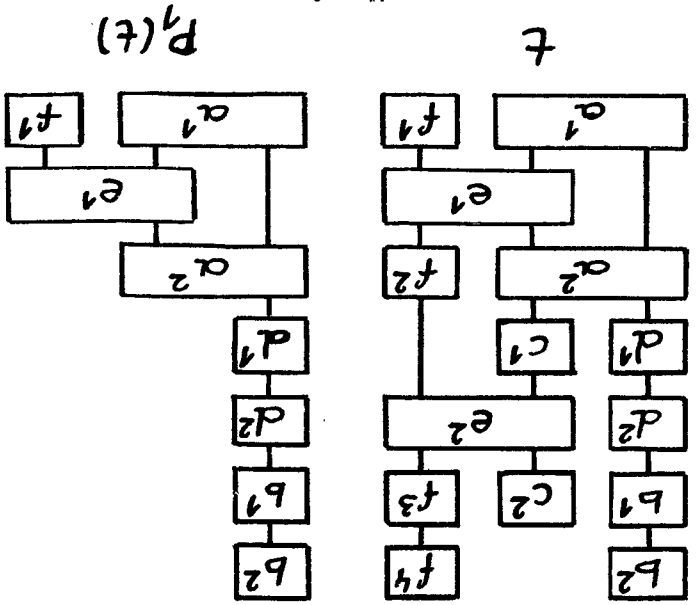 t P₁(t)
a¹ f¹ a¹ f¹
e¹ e¹
a² f² a²
d¹ c¹ d¹
d² e² d²
b¹ c² f³ b¹
b² f⁴ b²